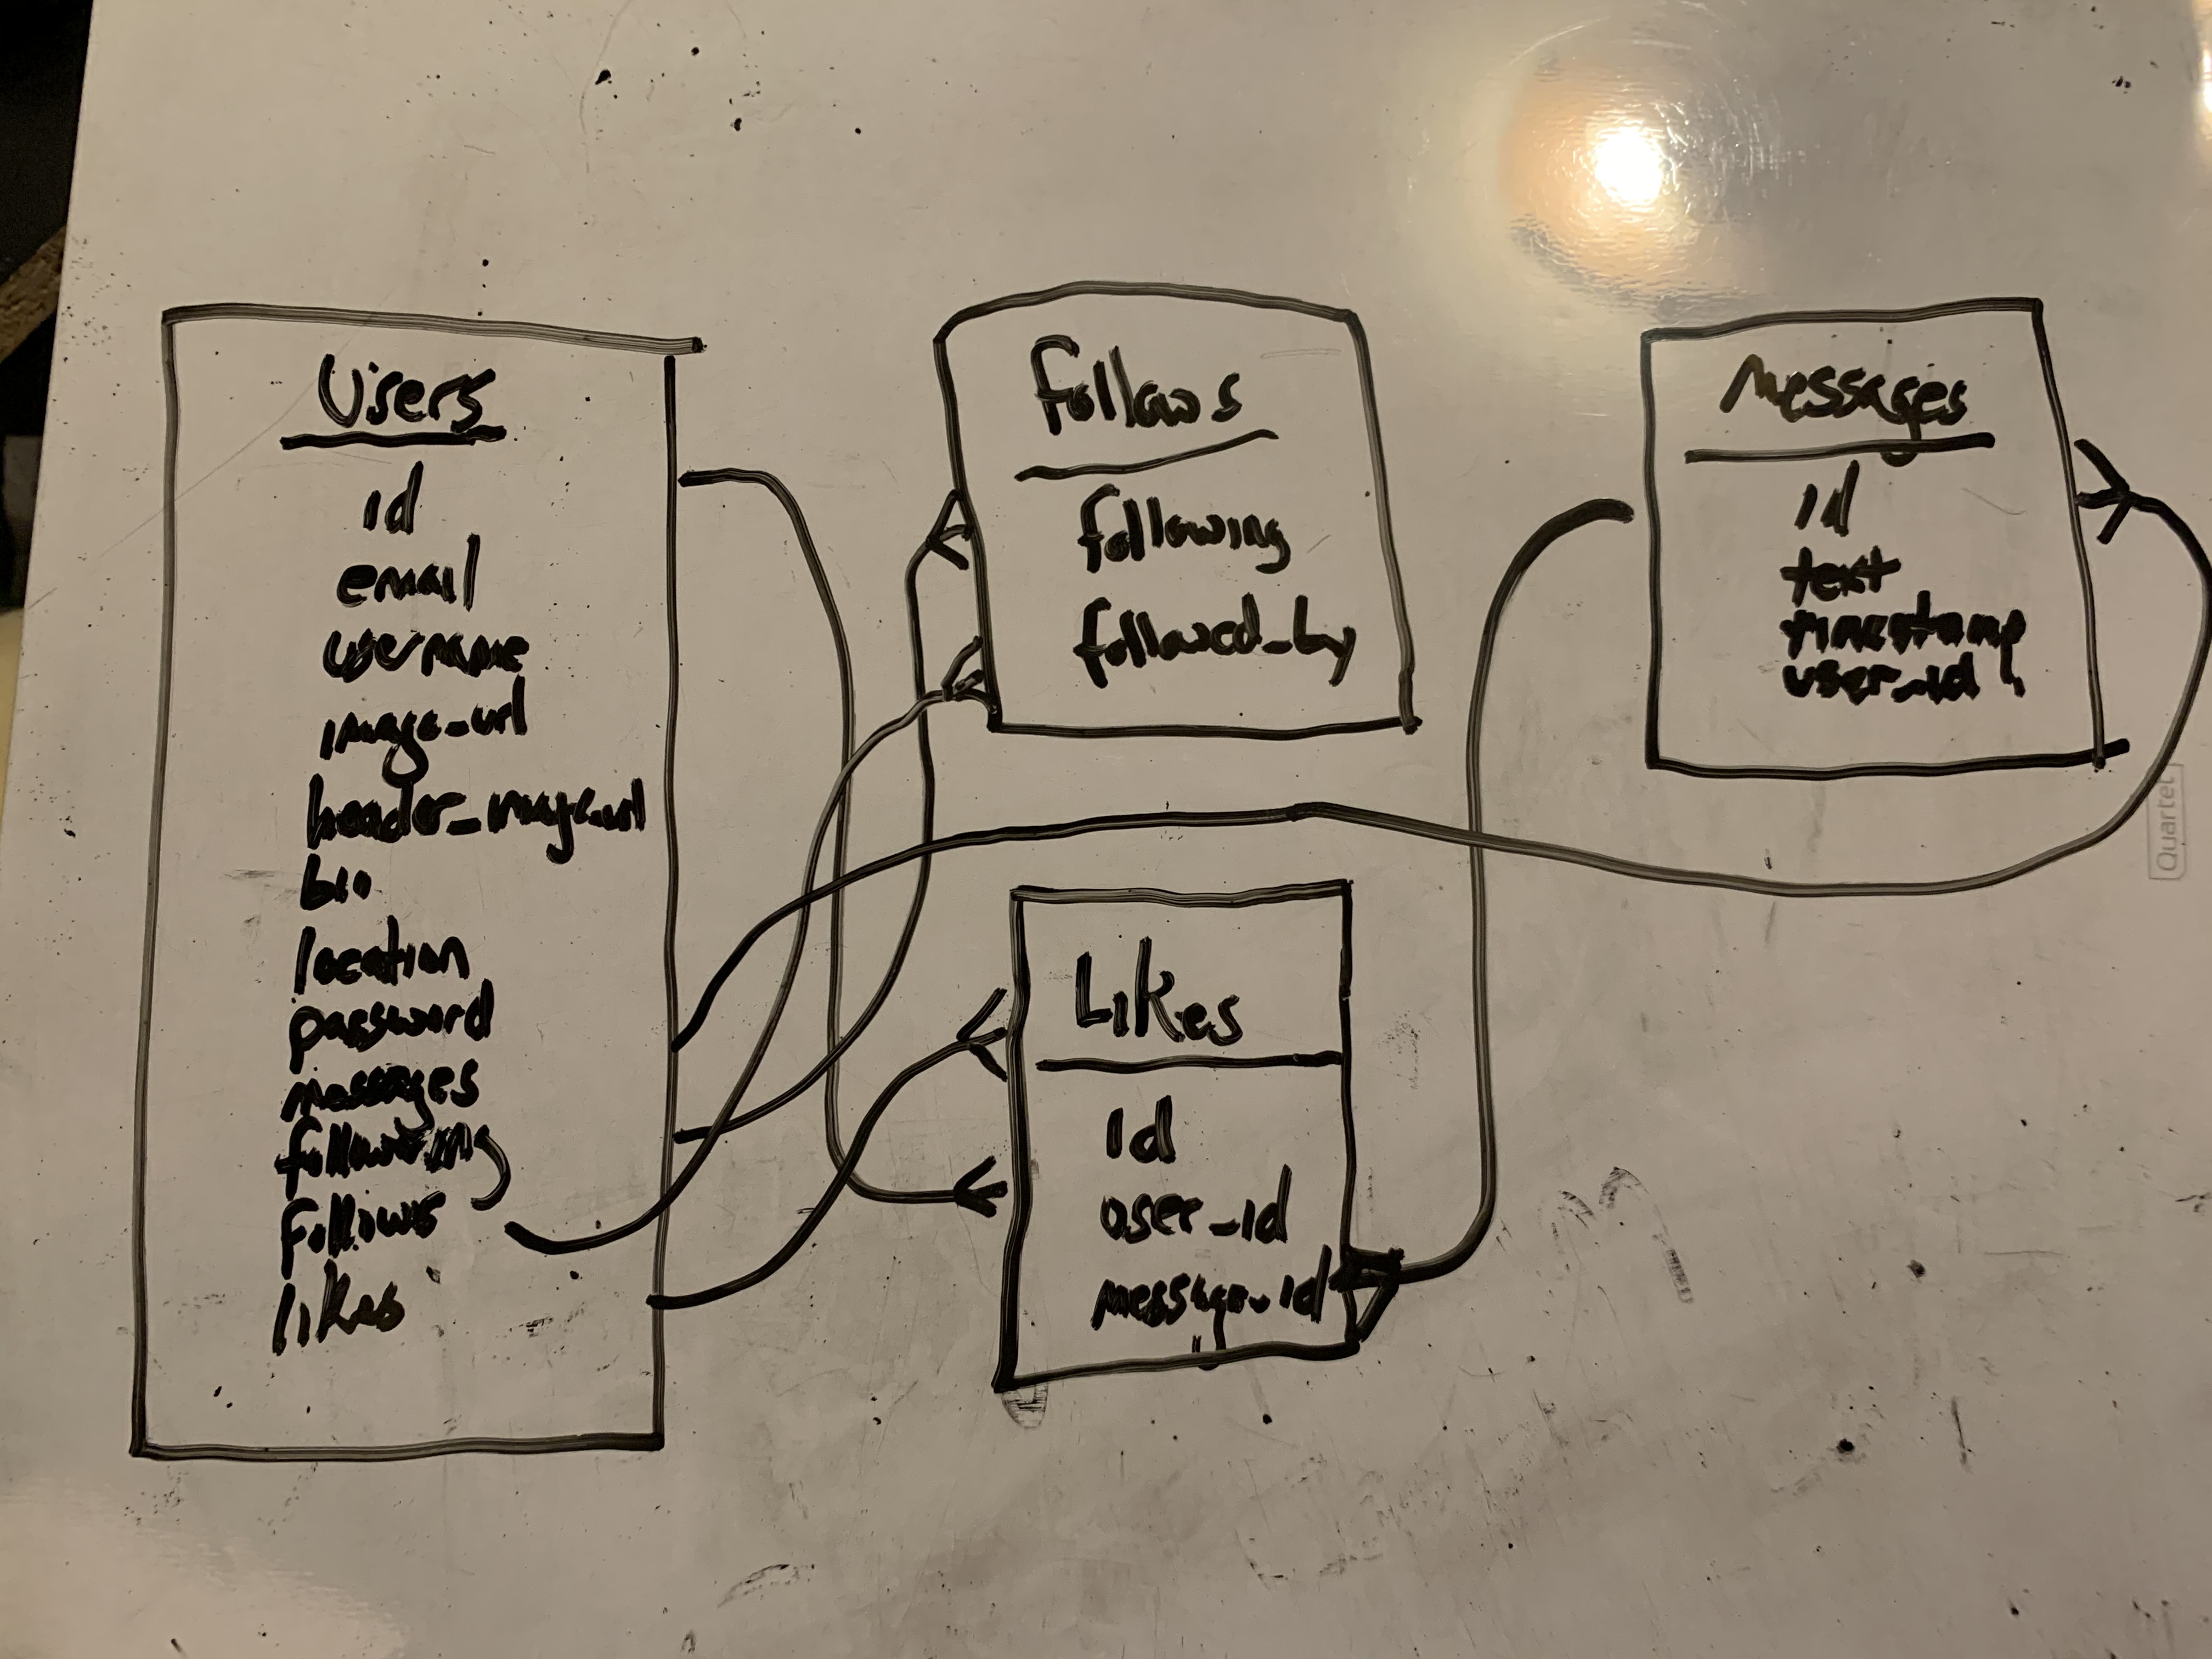 Users
id
email
username
image_url
header_image_url
bio
location
password
messages
following
follows
likes
follows
following
followed_by
Messages
id
text
timestamp
user_id
Likes
id
user_id
message_id
Quartet